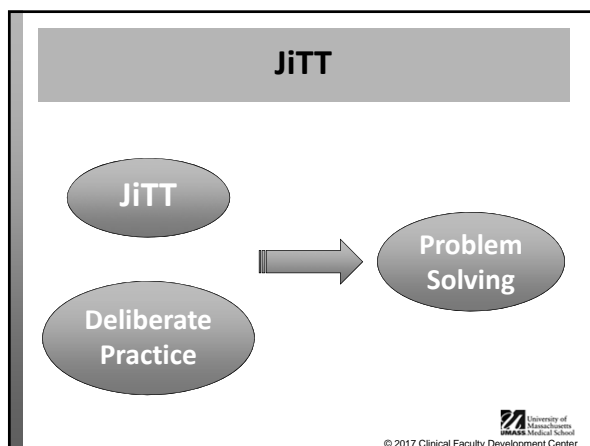 JiTT
JiTT
Deliberate
Practice
Problem
Solving
University of
Massachusetts
UMASS Medical School
© 2017 Clinical Faculty Development Center